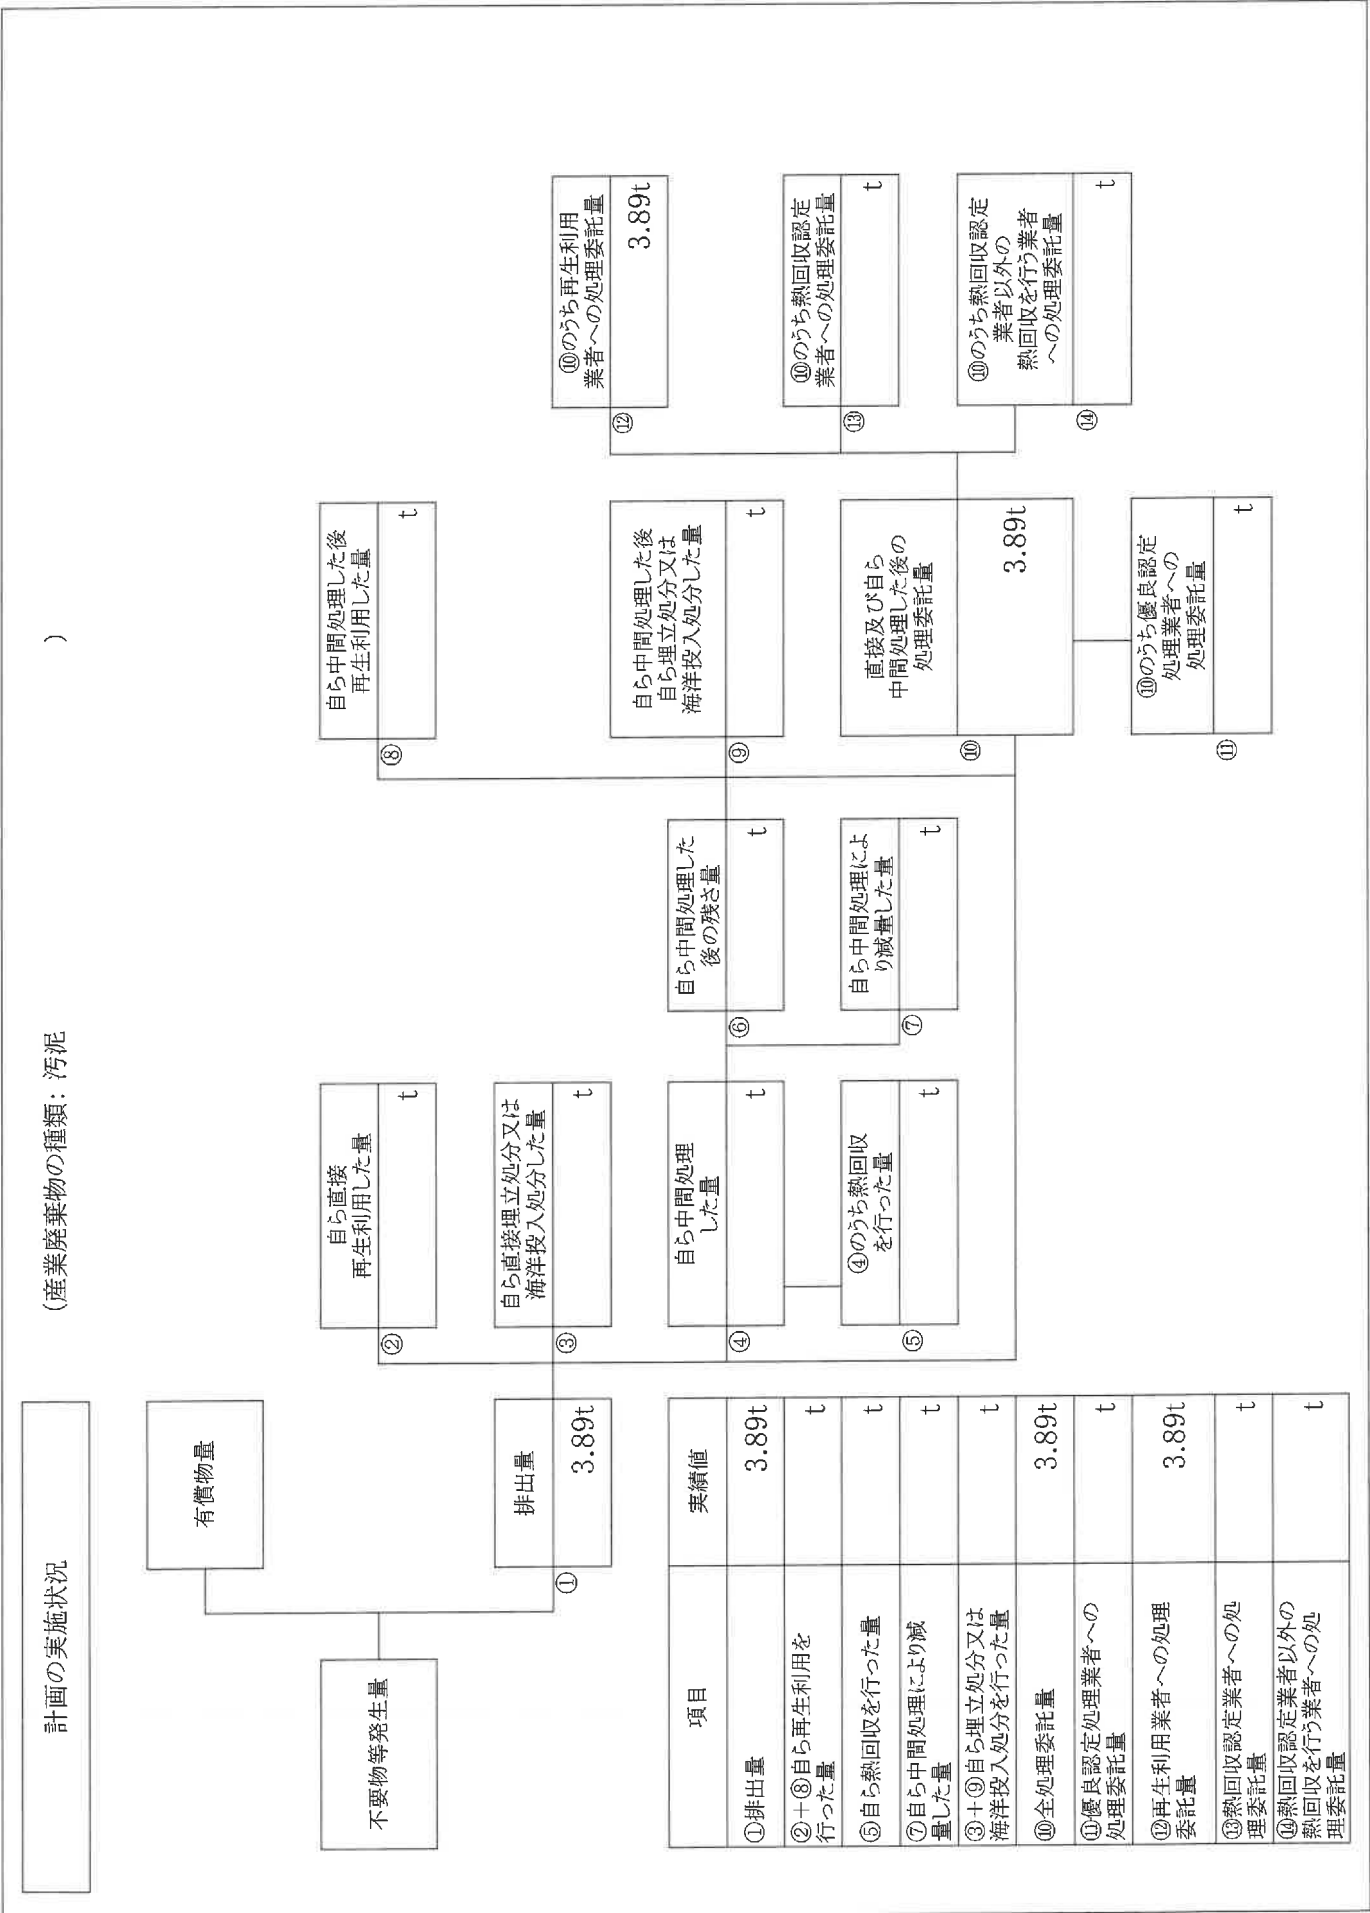 計画の実施状況
（産業廃棄物の種類：汚泥
）
不要物等発生量
有償物量
①
排出量
3.89t
②
自ら直接
再生利用した量
t
③
自ら直接埋立処分又は
海洋投入処分した量
t
④
自ら中間処理
した量
t
⑤
④のうち熱回収
を行った量
t
⑥
自ら中間処理した
後の残さ量
t
⑦
自ら中間処理によ
り減量した量
t
⑧
自ら中間処理した後
再生利用した量
t
⑨
自ら中間処理した後
自ら埋立処分又は
海洋投入処分した量
t
⑩
直接及び自ら
中間処理した後の
処理委託量
3.89t
⑪
⑩のうち優良認定
処理業者への
処理委託量
t
⑫
⑩のうち再生利用
業者への処理委託量
3.89t
⑬
⑩のうち熱回収認定
業者への処理委託量
t
⑭
⑩のうち熱回収認定
業者以外の
熱回収を行う業者
への処理委託量
t
項目 実績値
①排出量 3.89t
②＋⑧自ら再生利用を
行った量 t
⑤自ら熱回収を行った量 t
⑦自ら中間処理により減
量した量 t
③＋⑨自ら埋立処分又は
海洋投入処分を行った量 t
⑩全処理委託量 3.89t
⑪優良認定処理業者への
処理委託量 t
⑫再生利用業者への処理
委託量 3.89t
⑬熱回収認定業者への処
理委託量 t
⑭熱回収認定業者以外の
熱回収を行う業者への処
理委託量 t